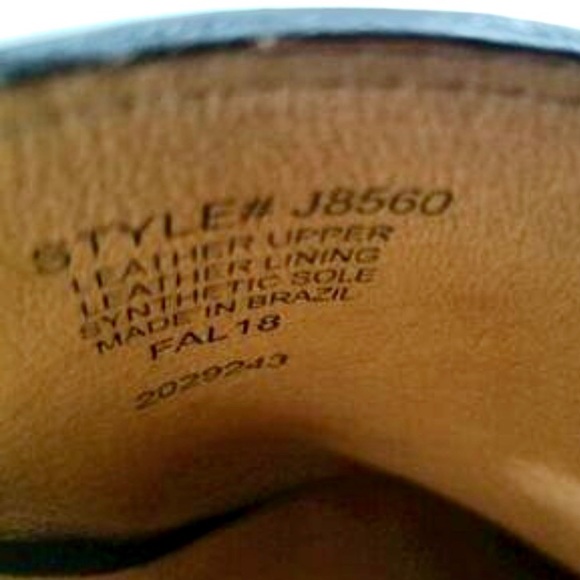 STYLE# J8560
LEATHER UPPER
LEATHER LINING
SYNTHETIC SOLE
MADE IN BRAZIL
FAL18
2029243